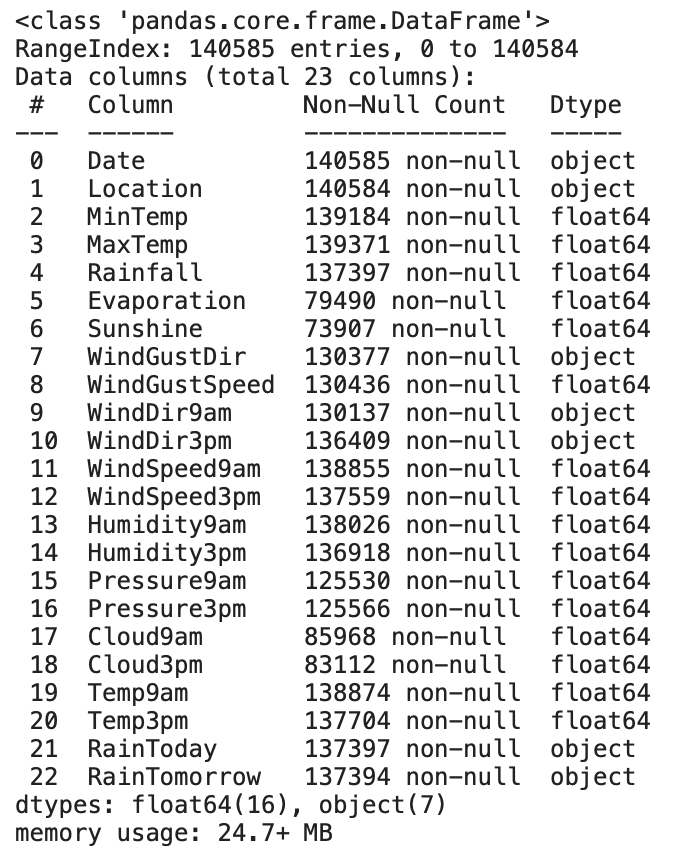 <class 'pandas.core.frame.DataFrame'>
RangeIndex: 140585 entries, 0 to 140584
Data columns (total 23 columns):
 #   Column         Non-Null Count   Dtype
---  ------         --------------   -----
 0   Date           140585 non-null  object
 1   Location       140584 non-null  object
 2   MinTemp        139184 non-null  float64
 3   MaxTemp        139371 non-null  float64
 4   Rainfall       137397 non-null  float64
 5   Evaporation    79490 non-null   float64
 6   Sunshine       73907 non-null   float64
 7   WindGustDir    130377 non-null  object
 8   WindGustSpeed  130436 non-null  float64
 9   WindDir9am     130137 non-null  object
 10  WindDir3pm     136409 non-null  object
 11  WindSpeed9am   138855 non-null  float64
 12  WindSpeed3pm   137559 non-null  float64
 13  Humidity9am    138026 non-null  float64
 14  Humidity3pm    136918 non-null  float64
 15  Pressure9am    125530 non-null  float64
 16  Pressure3pm    125566 non-null  float64
 17  Cloud9am       85968 non-null   float64
 18  Cloud3pm       83112 non-null   float64
 19  Temp9am        138874 non-null  float64
 20  Temp3pm        137704 non-null  float64
 21  RainToday      137397 non-null  object
 22  RainTomorrow   137394 non-null  object
dtypes: float64(16), object(7)
memory usage: 24.7+ MB